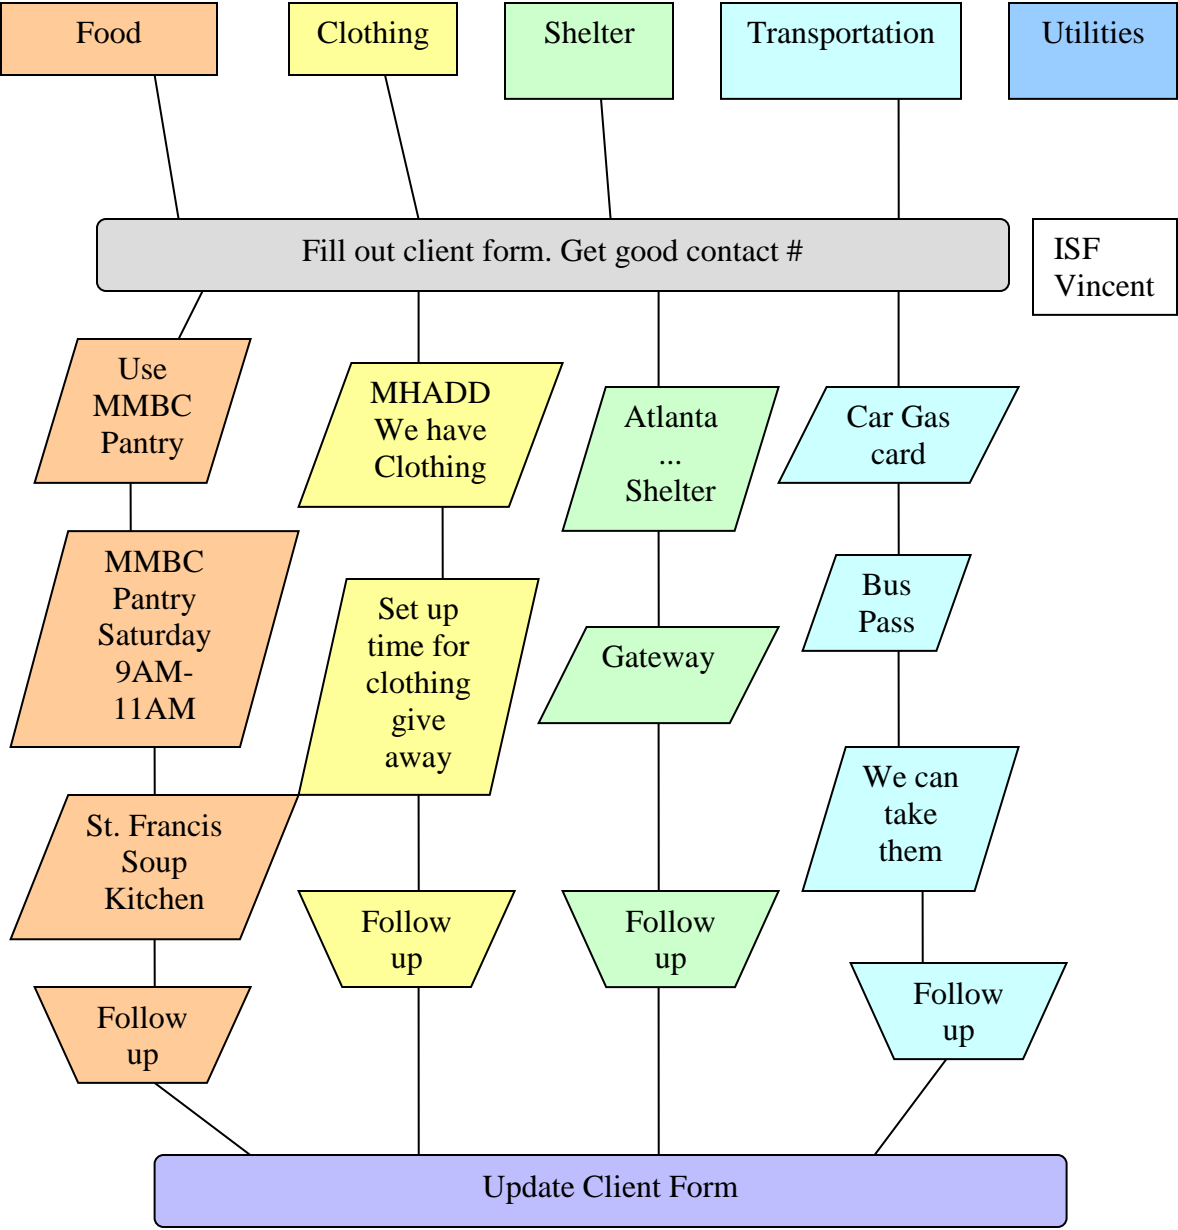 Food
Clothing
Shelter
Transportation
Utilities
Fill out client form. Get good contact #
ISF
Vincent
Use
MMBC
Pantry
MMBC
Pantry
Saturday
9AM-
11AM
St. Francis
Soup
Kitchen
Follow
up
MHADD
We have
Clothing
Set up
time for
clothing
give
away
Follow
up
Atlanta
...
Shelter
Gateway
Follow
up
Car Gas
card
Bus
Pass
We can
take
them
Follow
up
Update Client Form